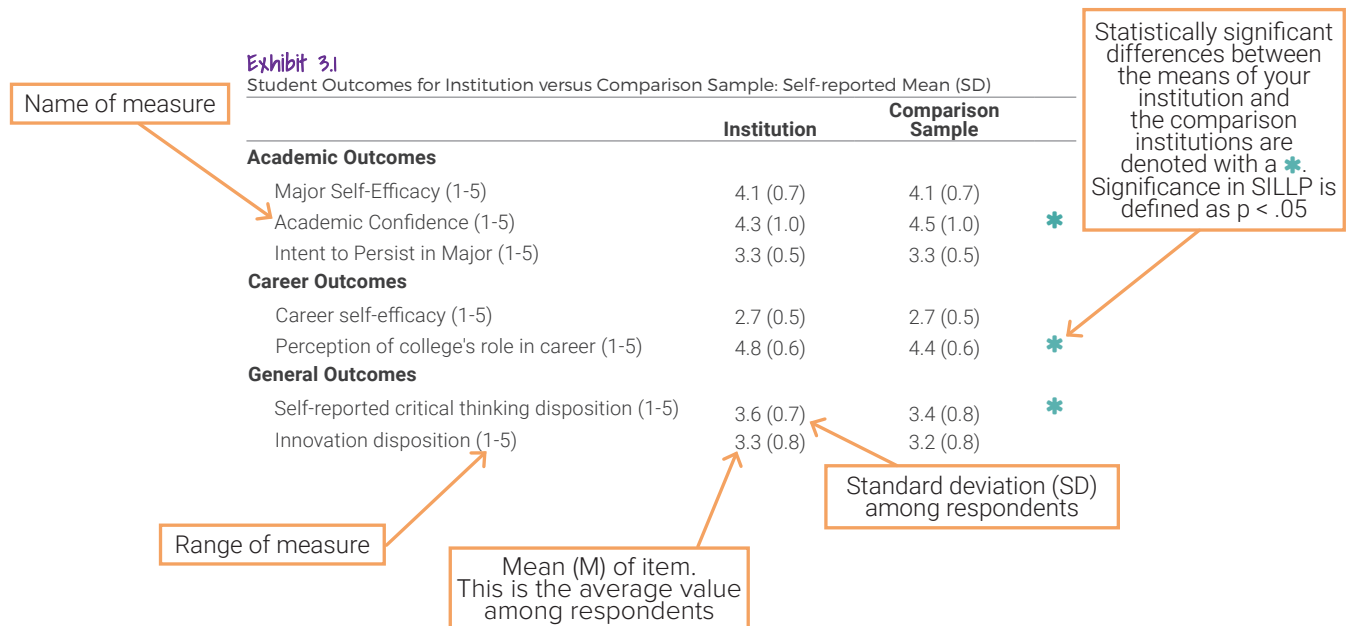 Exhibit 3.1
Student Outcomes for Institution versus Comparison Sample: Self-reported Mean (SD)
Institution Comparison Sample
Academic Outcomes
Major Self-Efficacy (1-5) 4.1 (0.7) 4.1 (0.7)
Academic Confidence (1-5) 4.3 (1.0) 4.5 (1.0) *
Intent to Persist in Major (1-5) 3.3 (0.5) 3.3 (0.5)
Career Outcomes
Career self-efficacy (1-5) 2.7 (0.5) 2.7 (0.5)
Perception of college's role in career (1-5) 4.8 (0.6) 4.4 (0.6) *
General Outcomes
Self-reported critical thinking disposition (1-5) 3.6 (0.7) 3.4 (0.8) *
Innovation disposition (1-5) 3.3 (0.8) 3.2 (0.8)
Name of measure
Statistically significant
differences between
the means of your
institution and
the comparison
institutions are
denoted with a *.
Significance in SILLP is
defined as p < .05
Standard deviation (SD)
among respondents
Range of measure
Mean (M) of item.
This is the average value
among respondents